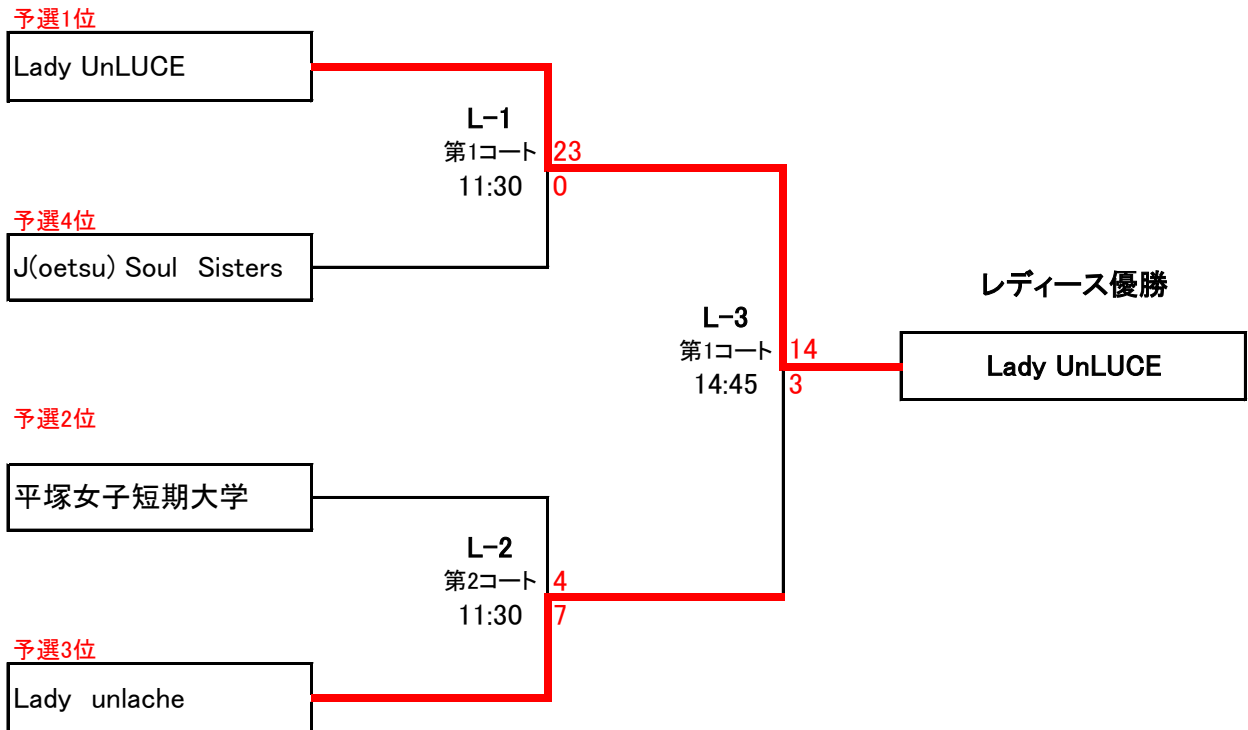 予選1位
Lady UnLUCE
L-1
第1コート 23
11:30 0
予選4位
J(oetsu) Soul　Sisters
レディース優勝
L-3
第1コート 14
Lady UnLUCE
14:45 3
予選2位
平塚女子短期大学
L-2
第2コート 4
11:30 7
予選3位
Lady　unlache